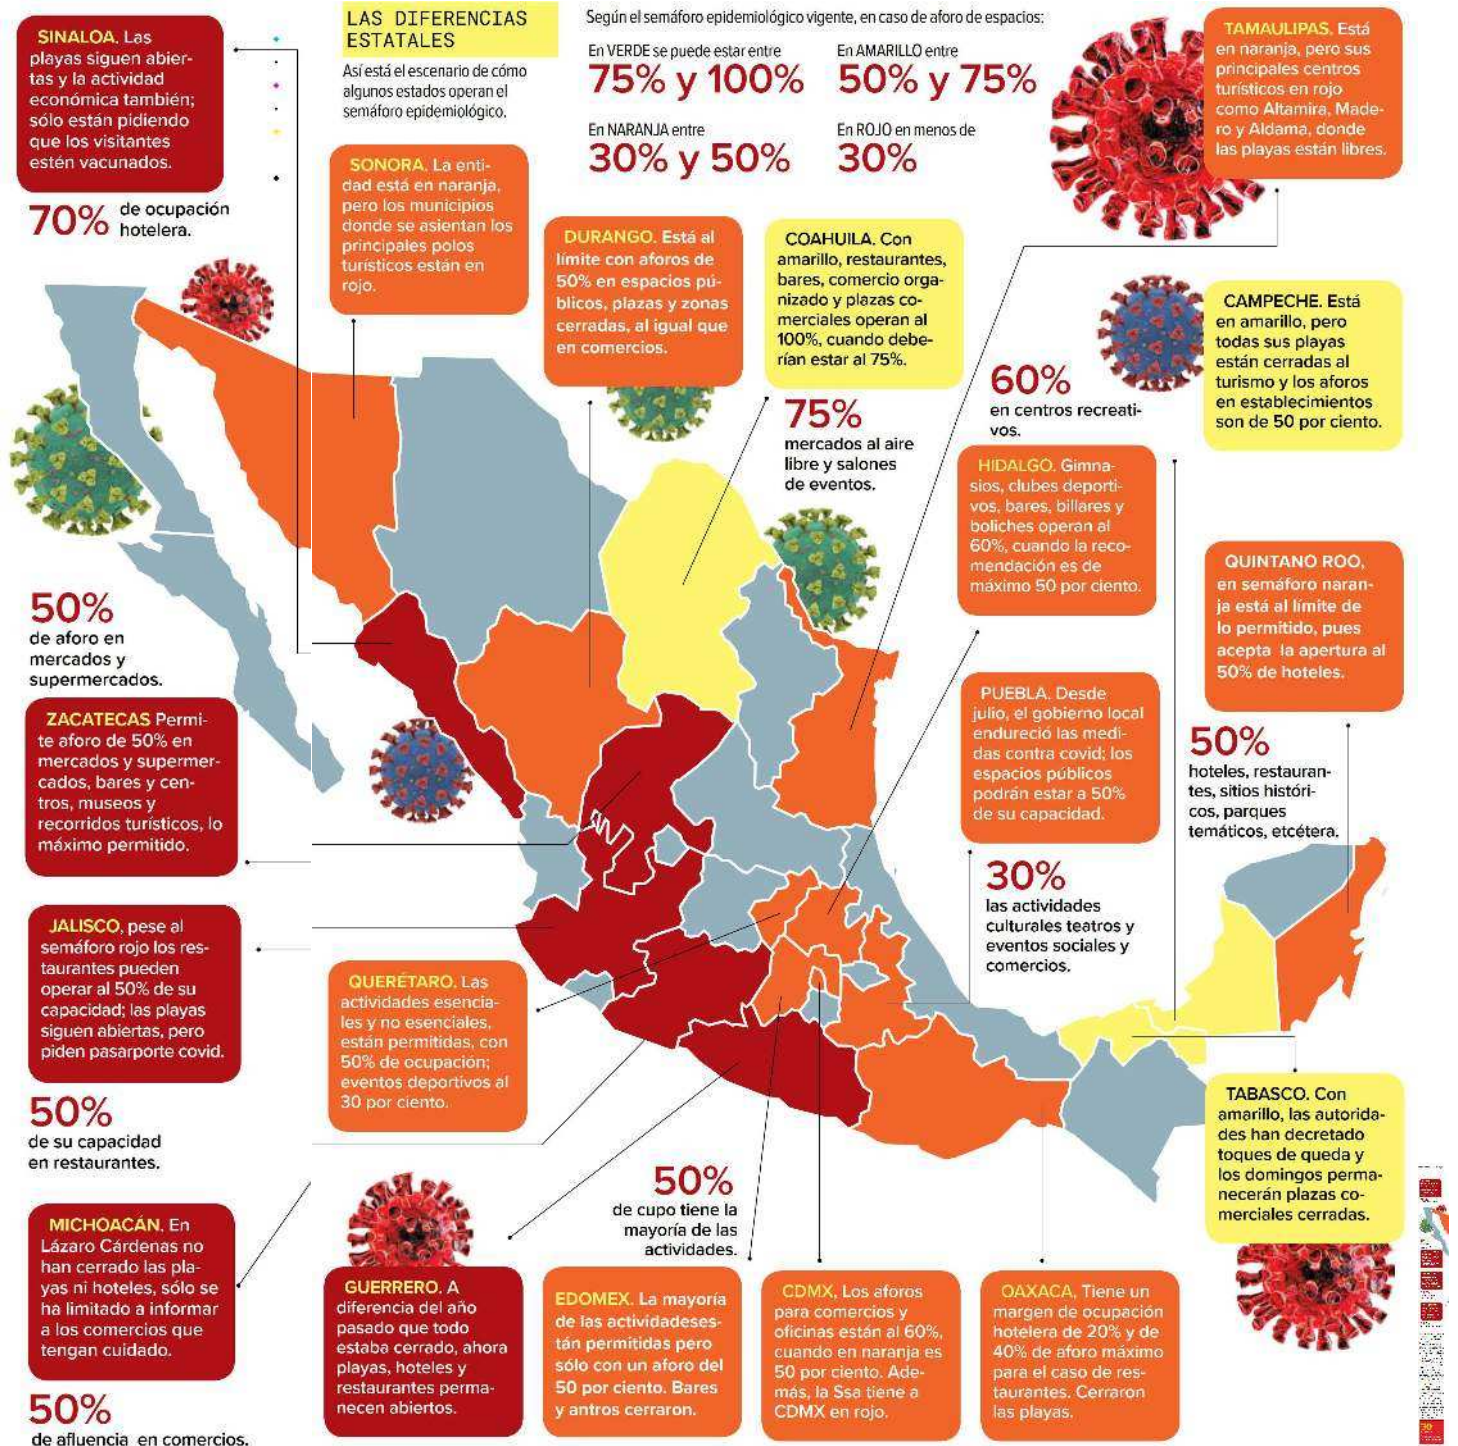 LAS DIFERENCIAS
ESTATALES
Así está el escenario de cómo
algunos estados operan el
semáforo epidemiológico.
Según el semáforo epidemiológico vigente, en caso de aforo de espacios:
En VERDE se puede estar entre
75% y 100%
En AMARILLO entre
50% y 75%
En NARANJA entre
30% y 50%
En ROJO en menos de
30%
SINALOA. Las
playas siguen abier-
tas y la actividad
económica también;
sólo están pidiendo
que los visitantes
estén vacunados.
70%
de ocupación
hotelera.
SONORA. La enti-
dad está en naranja,
pero los municipios
donde se asientan los
principales polos
turísticos están en
rojo.
DURANGO. Está al
límite con aforos de
50% en espacios pú-
blicos, plazas y zonas
cerradas, al igual que
en comercios.
COAHUILA. Con
amarillo, restaurantes,
bares, comercio orga-
nizado y plazas co-
merciales operan al
100%, cuando debe-
rían estar al 75%.
75%
mercados al aire
libre y salones
de eventos.
TAMAULIPAS. Está
en naranja, pero sus
principales centros
turísticos en rojo
como Altamira, Made-
ro y Aldama, donde
las playas están libres.
CAMPECHE. Está
en amarillo, pero
todas sus playas
están cerradas al
turismo y los aforos
en establecimientos
son de 50 por ciento.
60%
en centros recreati-
vos.
HIDALGO. Gimna-
sios, clubes deporti-
vos, bares, billares y
boliches operan al
60%, cuando la reco-
mendación es de
máximo 50 por ciento.
QUINTANO ROO,
en semáforo naran-
ja está al límite de
lo permitido, pues
acepta la apertura al
50% de hoteles.
50%
hoteles, restauran-
tes, sitios históri-
cos, parques
temáticos, etcétera.
PUEBLA. Desde
julio, el gobierno local
endureció las medi-
das contra covid; los
espacios públicos
podrán estar a 50%
de su capacidad.
30%
las actividades
culturales teatros y
eventos sociales y
comercios.
50%
de aforo en
mercados y
supermercados.
ZACATECAS Permi-
te aforo de 50% en
mercados y supermer-
cados, bares y cen-
tros, museos y
recorridos turísticos, lo
máximo permitido.
JALISCO, pese al
semáforo rojo los res-
taurantes pueden
operar al 50% de su
capacidad; las playas
siguen abiertas, pero
piden pasarporte covid.
50%
de su capacidad
en restaurantes.
QUERÉTARO. Las
actividades esencia-
les y no esenciales,
están permitidas, con
50% de ocupación;
eventos deportivos al
30 por ciento.
TABASCO. Con
amarillo, las autorida-
des han decretado
toques de queda y
los domingos perma-
necerán plazas co-
merciales cerradas.
MICHOACÁN. En
Lázaro Cárdenas no
han cerrado las pla-
yas ni hoteles, sólo se
ha limitado a informar
a los comercios que
tengan cuidado.
50%
de afluencia en comercios.
GUERRERO. A
diferencia del año
pasado que todo
estaba cerrado, ahora
playas, hoteles y
restaurantes perma-
necen abiertos.
50%
de cupo tiene la
mayoría de las
actividades.
EDOMEX. La mayoría
de las actividadeses-
tán permitidas pero
sólo con un aforo del
50 por ciento. Bares
y antros cerraron.
CDMX, Los aforos
para comercios y
oficinas están al 60%,
cuando en naranja es
50 por ciento. Ade-
más, la Ssa tiene a
CDMX en rojo.
OAXACA, Tiene un
margen de ocupación
hotelera de 20% y de
40% de aforo máximo
para el caso de res-
taurantes. Cerraron
las playas.